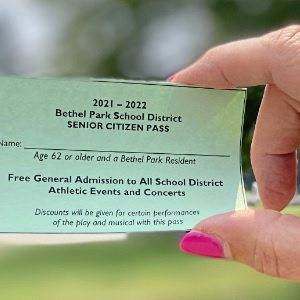 2021 – 2022
Bethel Park School District
SENIOR CITIZEN PASS
Name:
Age 62 or older and a Bethel Park Resident
Free General Admission to All School District
Athletic Events and Concerts
Discounts will be given for certain performances
of the play and musical with this pass